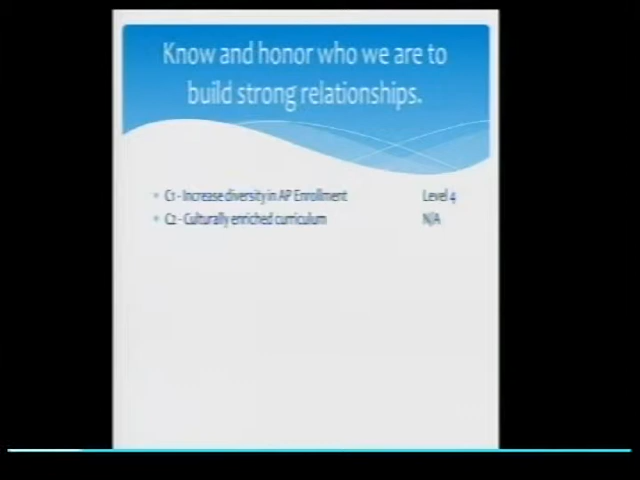 Know and honor who we are to
build strong relationships.
C1 - Increase diversity in AP Enrollment Level 4
C2 - Culturally enriched curriculum N/A